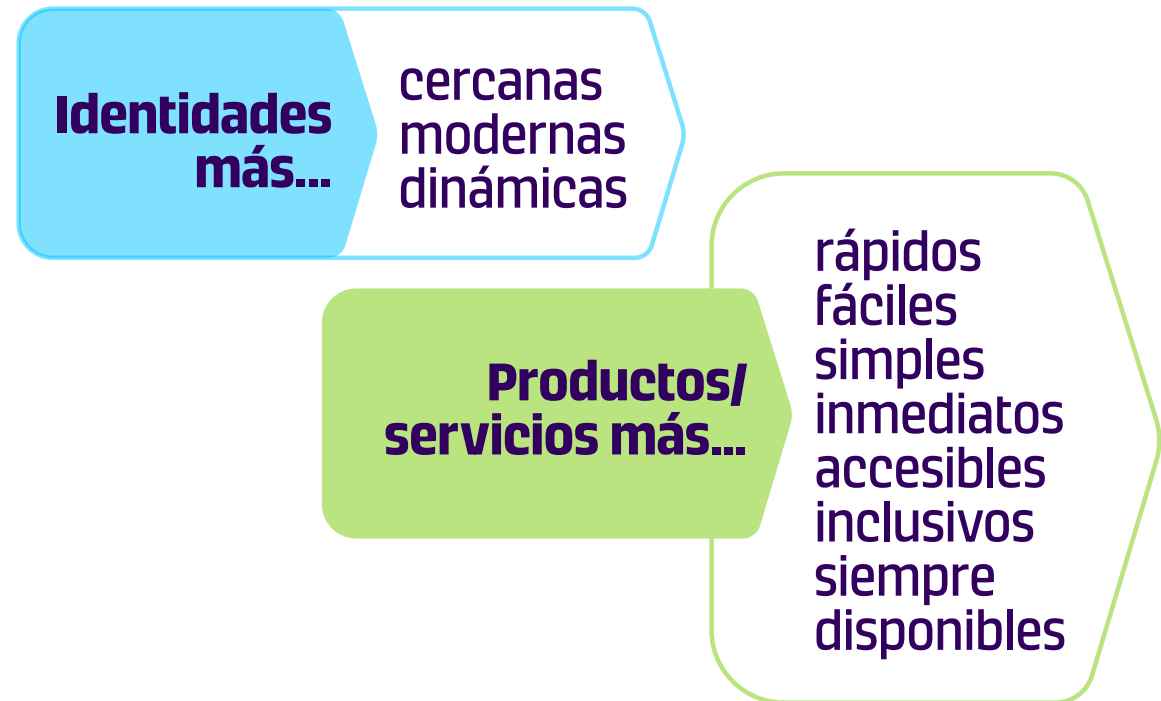 Identidades
más...
cercanas
modernas
dinámicas
Productos/
servicios más...
rápidos
fáciles
simples
inmediatos
accesibles
inclusivos
siempre
disponibles